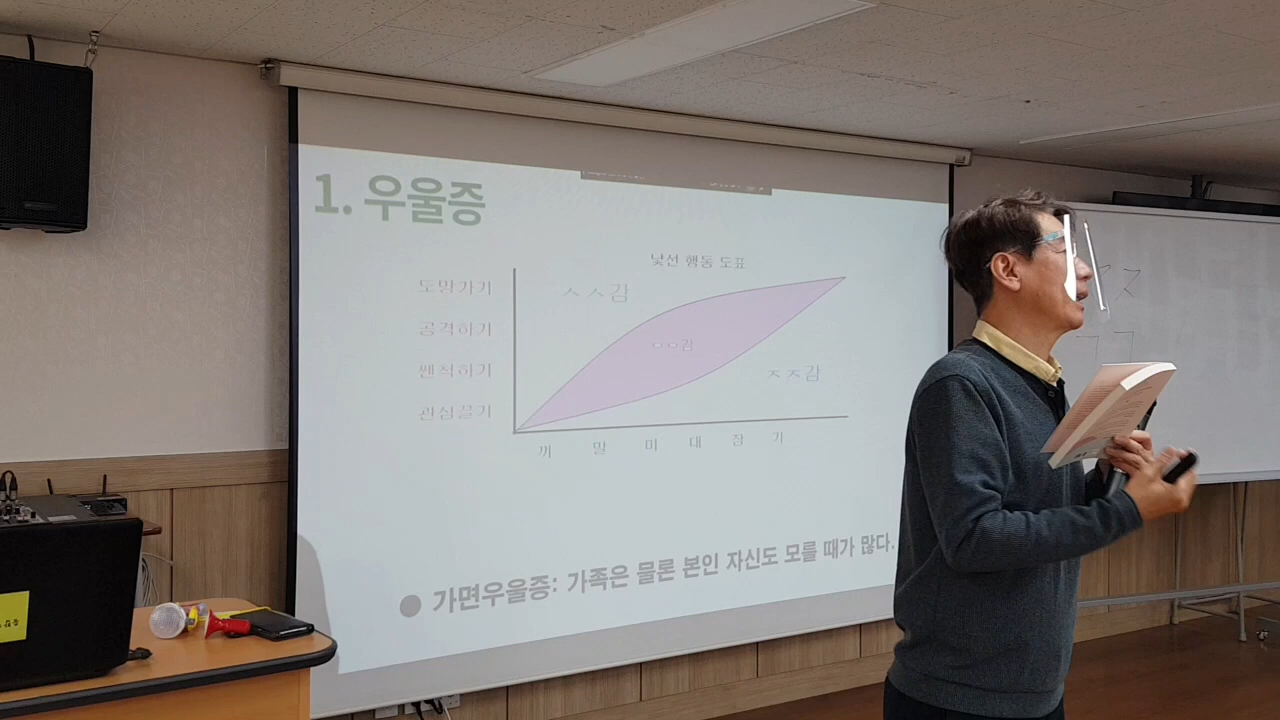 1. 우울증
낯선 행동 도표
도발가기
ㅅㅅ감
공격하기
ㅇㅇ감
쎈척하기
ㅈㅈ감
관심끌기
끼 말 미 대 잠 기
● 가면우울증: 가족은 물론 본인 자신도 모를 때가 많다.